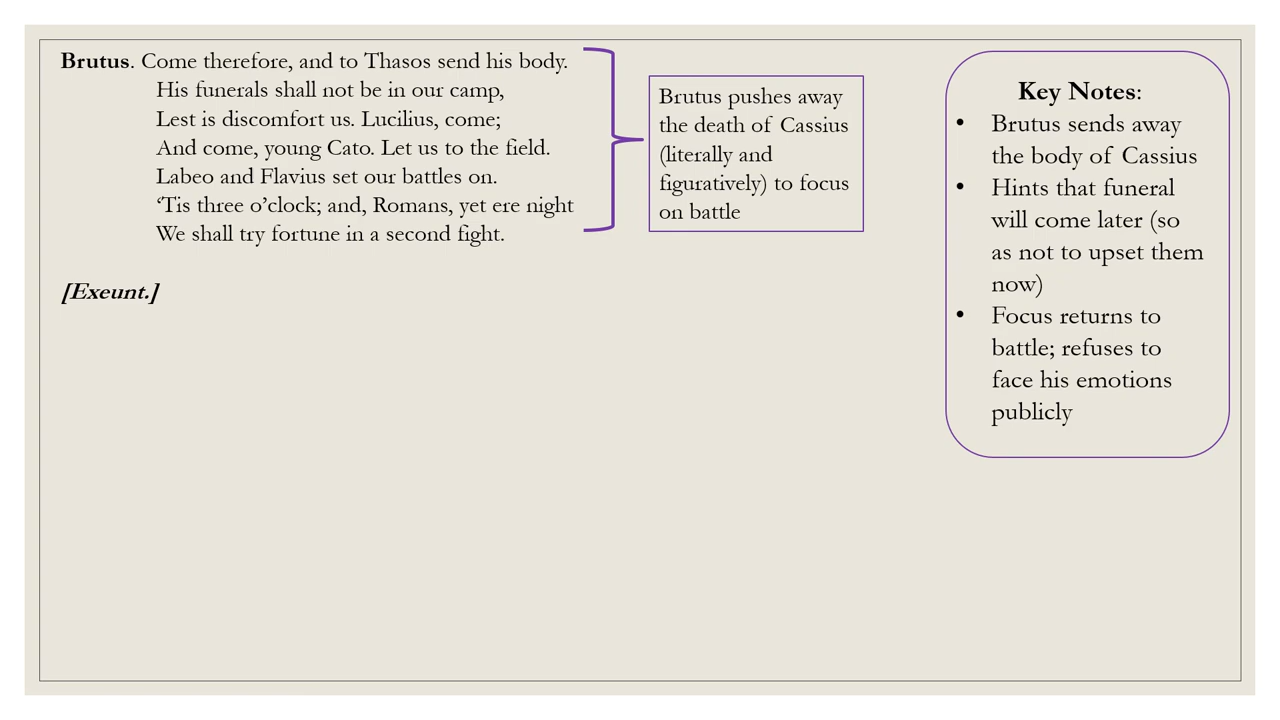 Brutus. Come therefore, and to Thasos send his body.
His funerals shall not be in our camp,
Lest is discomfort us. Lucilius, come;
And come, young Cato. Let us to the field.
Labeo and Flavius set our battles on.
‘Tis three o’clock; and, Romans, yet ere night
We shall try fortune in a second fight.
[Exeunt.]
Brutus pushes away
the death of Cassius
(literally and
figuratively) to focus
on battle
Key Notes:
• Brutus sends away
the body of Cassius
• Hints that funeral
will come later (so
as not to upset them
now)
• Focus returns to
battle; refuses to
face his emotions
publicly